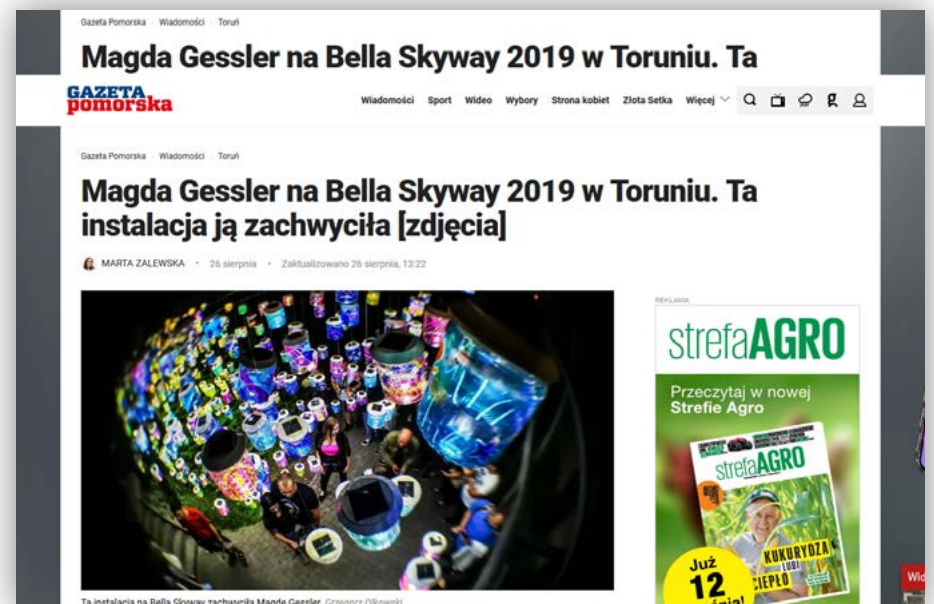 Gazeta Pomorska Wiadomości Toruń
Magda Gessler na Bella Skyway 2019 w Toruniu. Ta
GAZETA
pomorska
Wiadomości Sport Wideo Wybory Strona kobiet Złota Setka Więcej
Gazeta Pomorska Wiadomości Toruń
Magda Gessler na Bella Skyway 2019 w Toruniu. Ta
instalacja ją zachwyciła [zdjęcia]
MARTA ZALEWSKA • 26 sierpnia • Zaktualizowano 26 sierpnia, 13:22
Ta instalacja na Bella Skyway zachwyciła Magdę Gessler. Grzegorz Olkowski
REKLAMA
strefaAGRO
Przeczytaj w nowej
Strefie Agro
strefaAGRO
KUKURYDZA
LUBI
CIEPŁO
Już
12
Wid